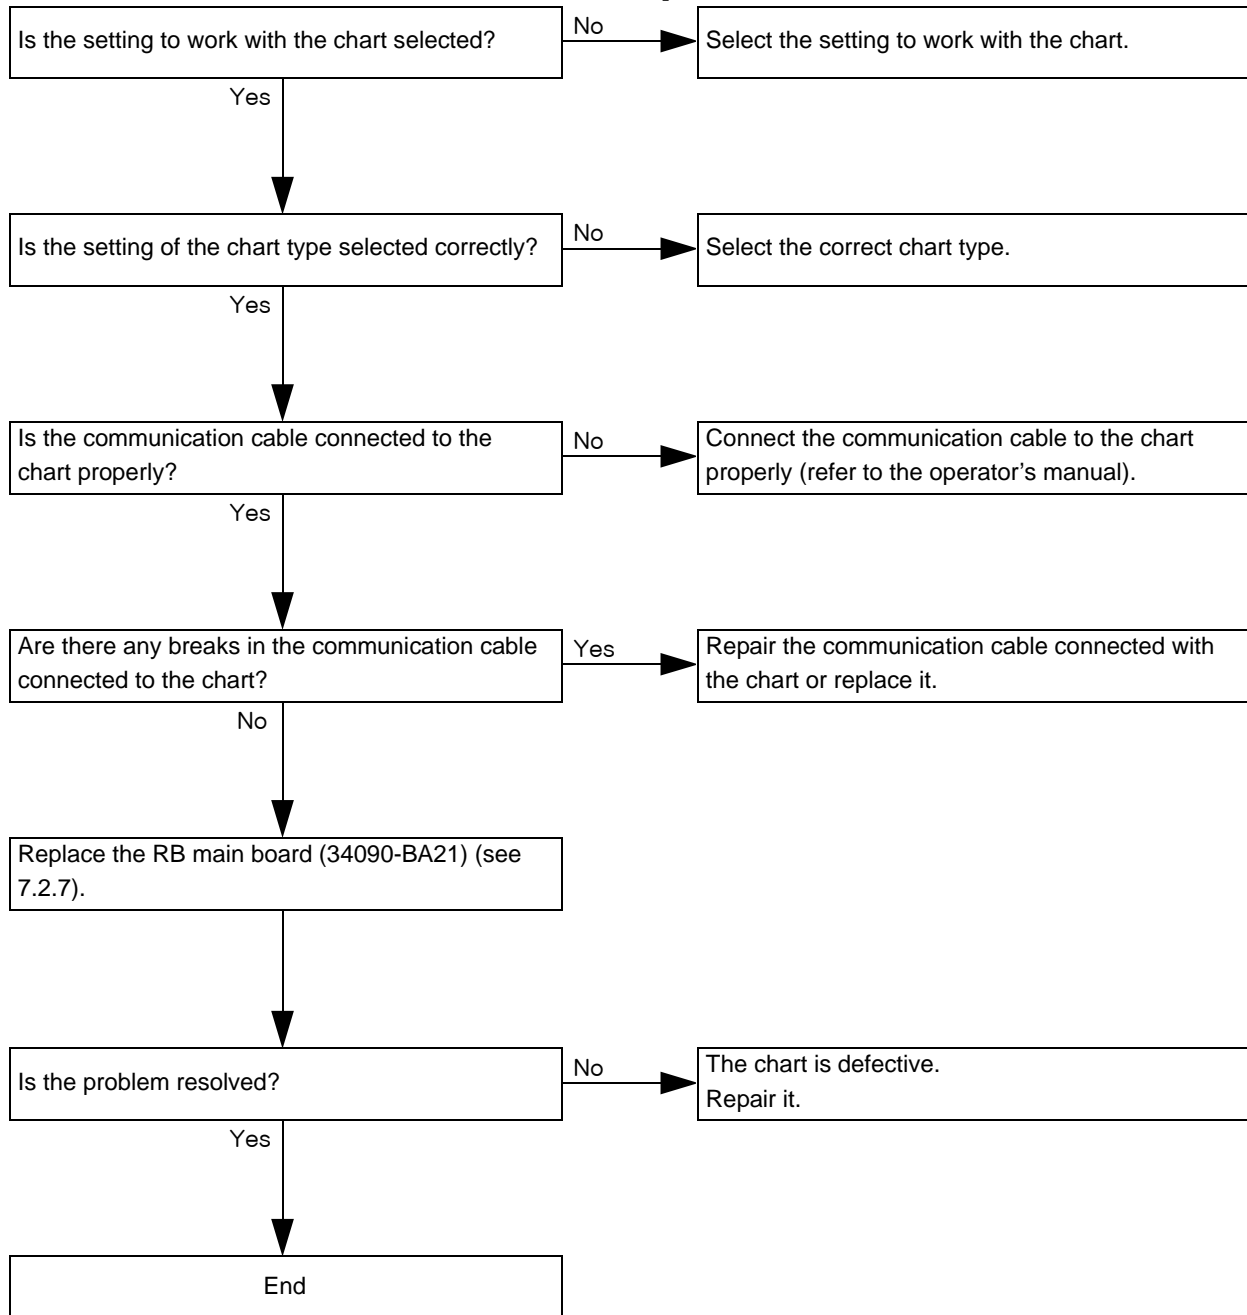 Is the setting to work with the chart selected?
No
Select the setting to work with the chart.
Yes
Is the setting of the chart type selected correctly?
No
Select the correct chart type.
Yes
Is the communication cable connected to the
chart properly?
No
Connect the communication cable to the chart
properly (refer to the operator's manual).
Yes
Are there any breaks in the communication cable
connected to the chart?
Yes
Repair the communication cable connected with
the chart or replace it.
No
Replace the RB main board (34090-BA21) (see
7.2.7).
Is the problem resolved?
No
The chart is defective.
Repair it.
Yes
End